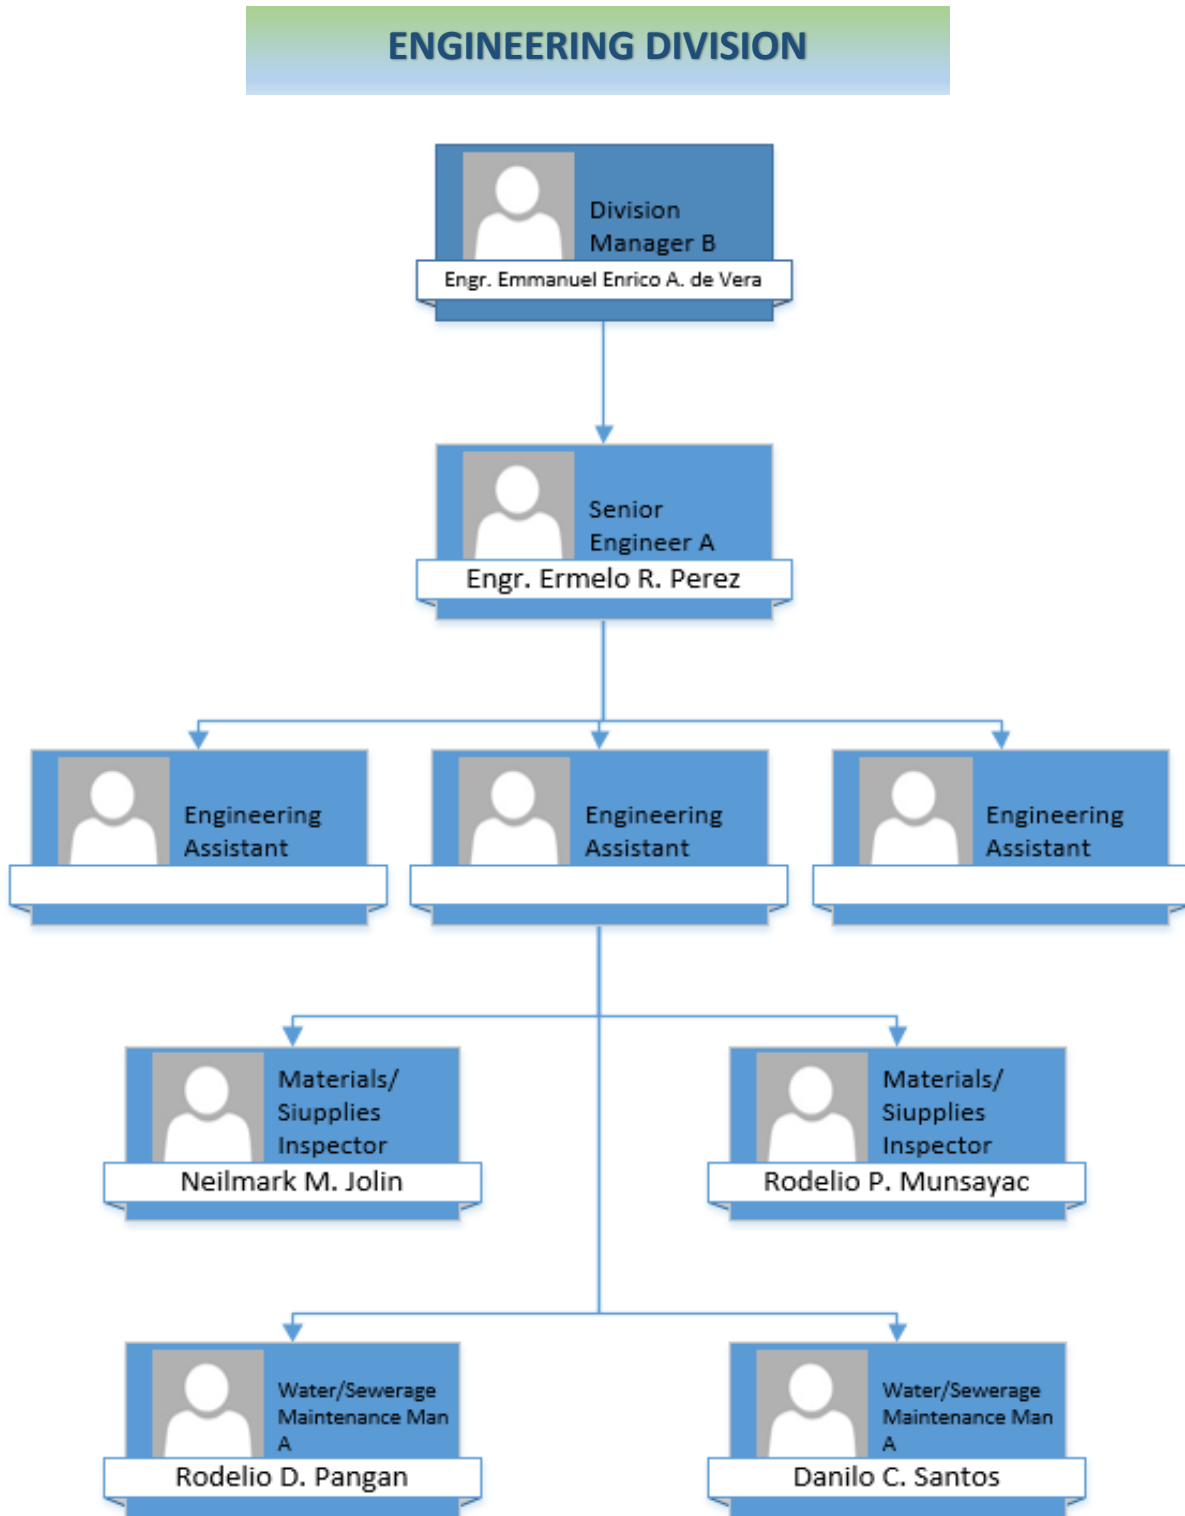 ENGINEERING DIVISION
Division
Manager B
Engr. Emmanuel Enrico A. de Vera
Senior
Engineer A
Engr. Ermelo R. Perez
Engineering
Assistant
Engineering
Assistant
Engineering
Assistant
Materials/
Siupplies
Inspector
Neilmark M. Jolin
Materials/
Siupplies
Inspector
Rodelio P. Munsayac
Water/Sewerage
Maintenance Man
A
Rodelio D. Pangan
Water/Sewerage
Maintenance Man
A
Danilo C. Santos